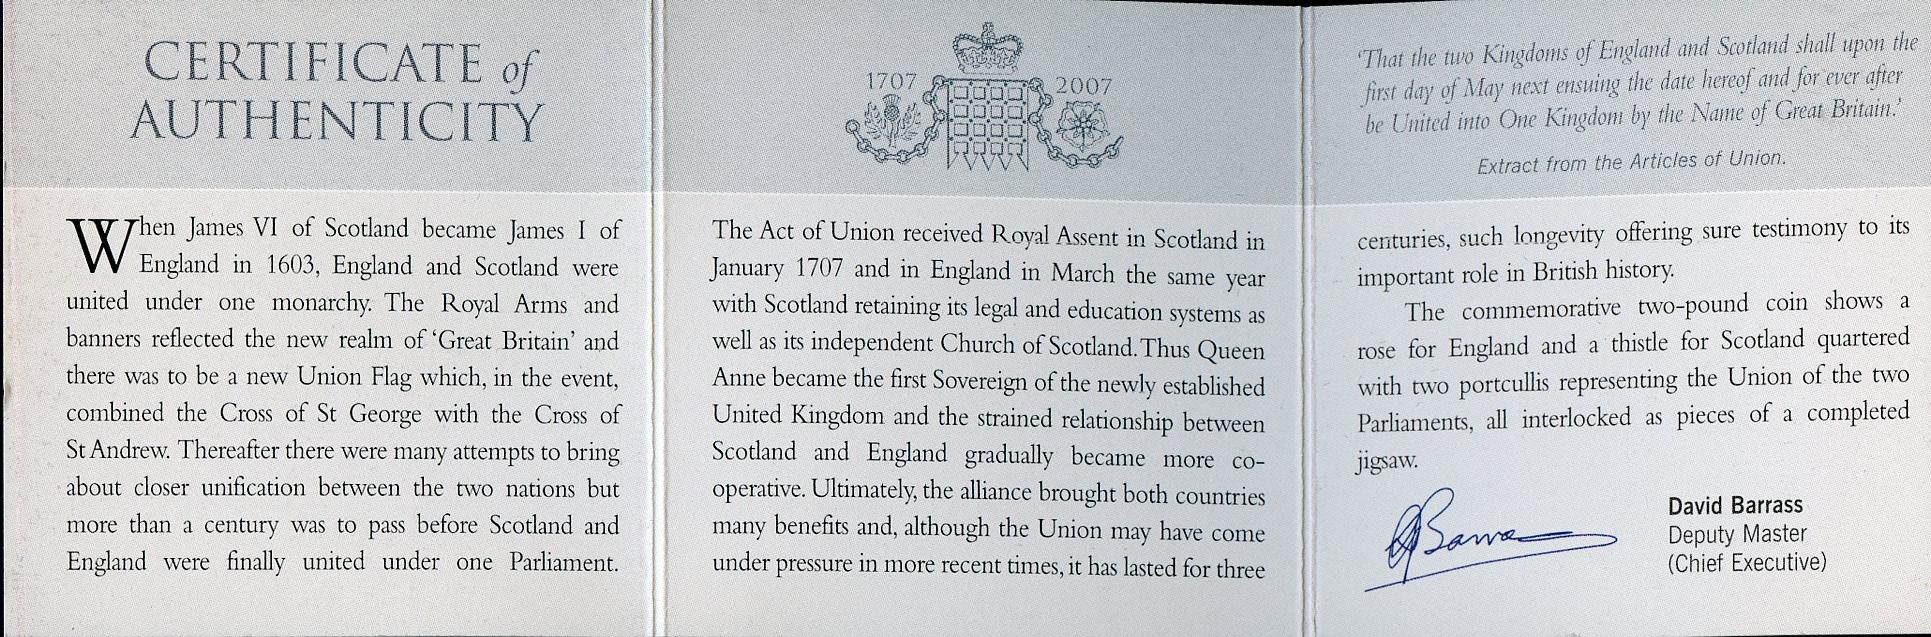 CERTIFICATE of
AUTHENTICITY
When James VI of Scotland became James I of
England in 1603, England and Scotland were
united under one monarchy. The Royal Arms and
banners reflected the new realm of ‘Great Britain’ and
there was to be a new Union Flag which, in the event,
combined the Cross of St George with the Cross of
St Andrew. Thereafter there were many attempts to bring
about closer unification between the two nations but
more than a century was to pass before Scotland and
England were finally united under one Parliament.
1707 2007
The Act of Union received Royal Assent in Scotland in
January 1707 and in England in March the same year
with Scotland retaining its legal and education systems as
well as its independent Church of Scotland. Thus Queen
Anne became the first Sovereign of the newly established
United Kingdom and the strained relationship between
Scotland and England gradually became more co-
operative. Ultimately, the alliance brought both countries
many benefits and, although the Union may have come
under pressure in more recent times, it has lasted for three
‘That the two Kingdoms of England and Scotland shall upon the
first day of May next ensuing the date hereof and for ever after
be United into One Kingdom by the Name of Great Britain.’
Extract from the Articles of Union.
centuries, such longevity offering sure testimony to its
important role in British history.
The commemorative two-pound coin shows a
rose for England and a thistle for Scotland quartered
with two portcullis representing the Union of the two
Parliaments, all interlocked as pieces of a completed
jigsaw.
David Barrass
Deputy Master
(Chief Executive)